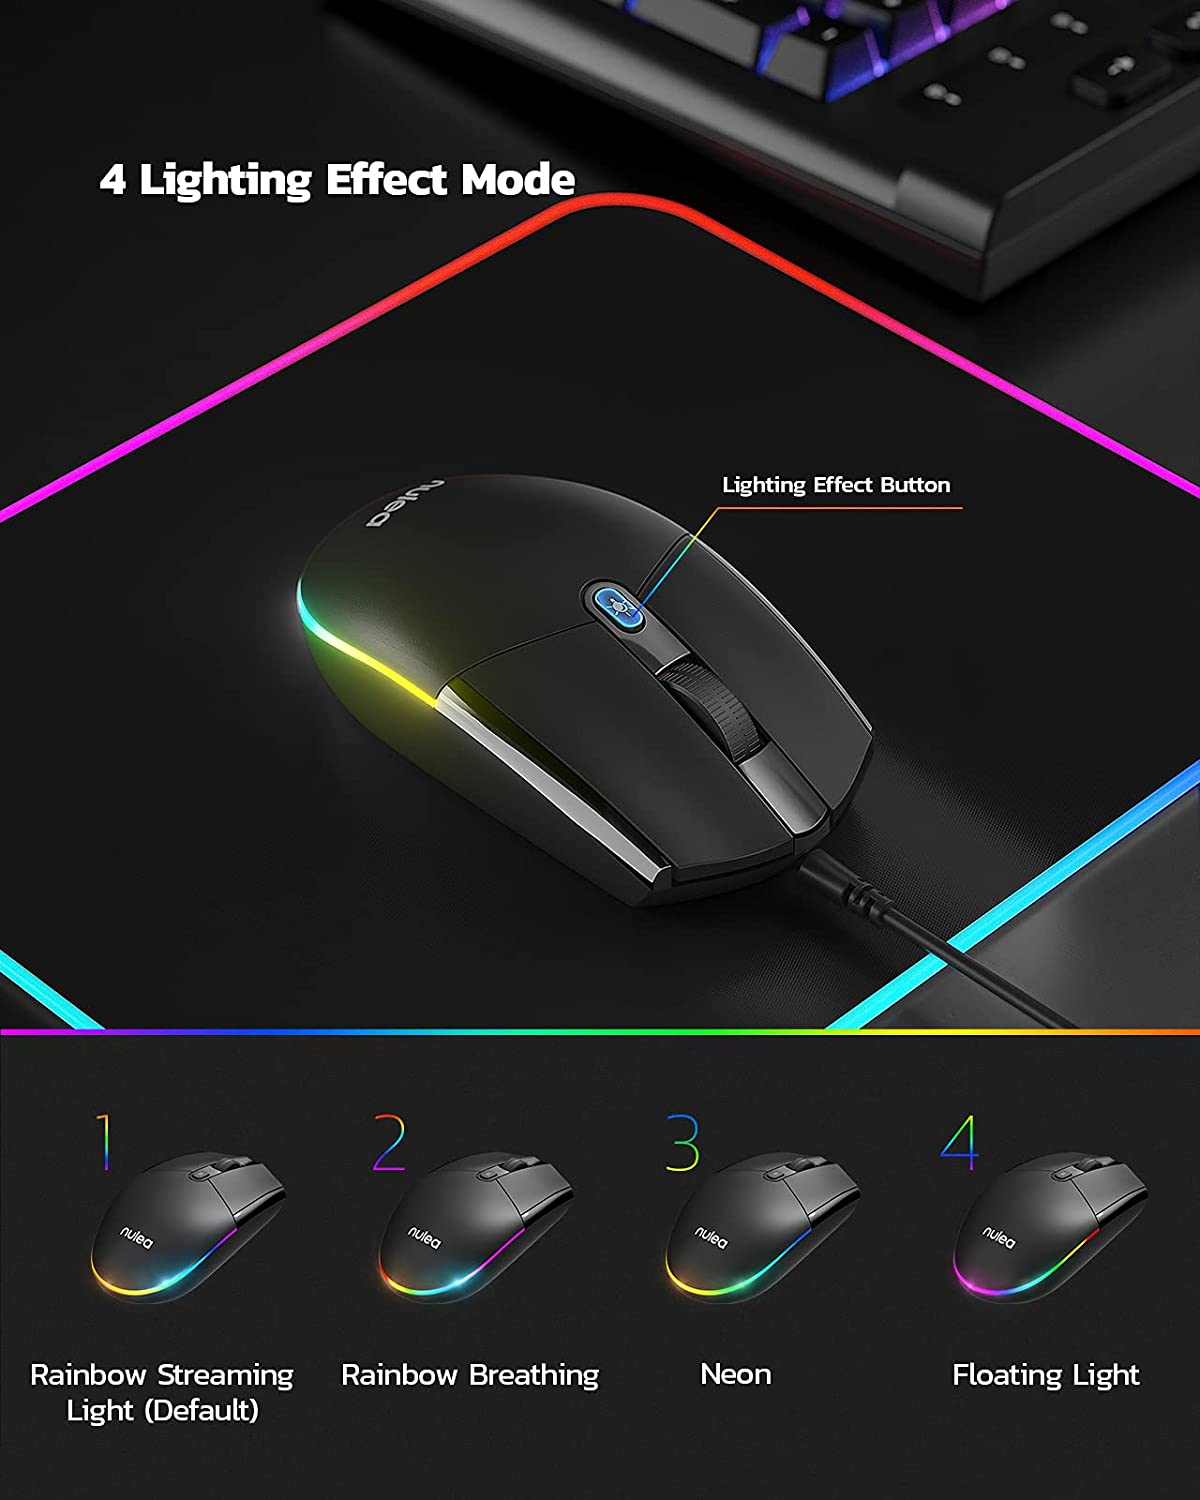 4 Lighting Effect Mode
Lighting Effect Button
nulea
1
2
3
4
nulea
nulea
nulea
nulea
Rainbow Streaming
Light (Default)
Rainbow Breathing
Neon
Floating Light